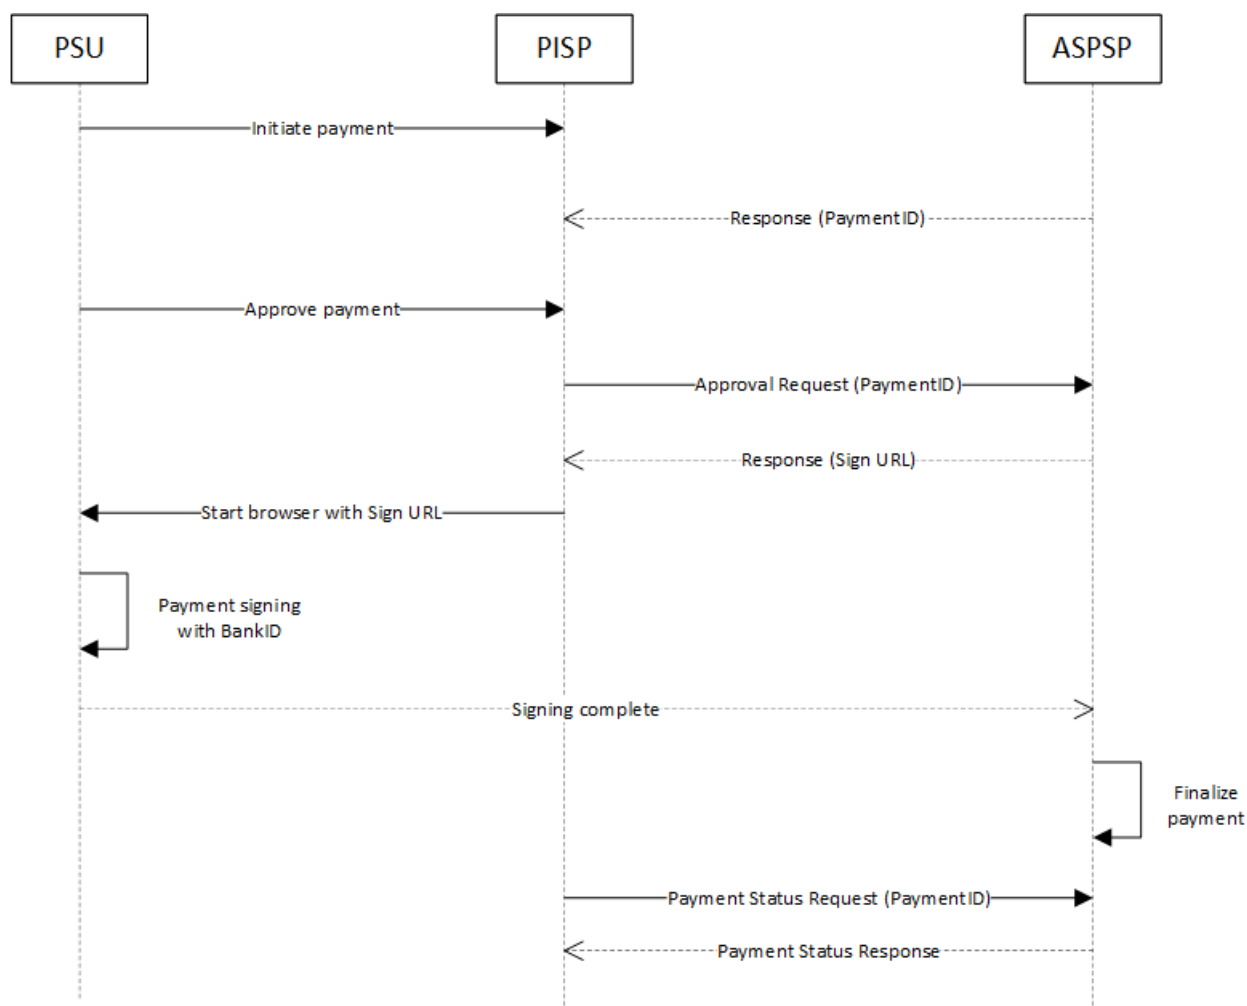 PSU
PISP
ASPSP
Initiate payment
Response (PaymentID)
Approve payment
Approval Request (PaymentID)
Response (Sign URL)
Start browser with Sign URL
Payment signing
with BankID
Signing complete
Finalize
payment
Payment Status Request (PaymentID)
Payment Status Response